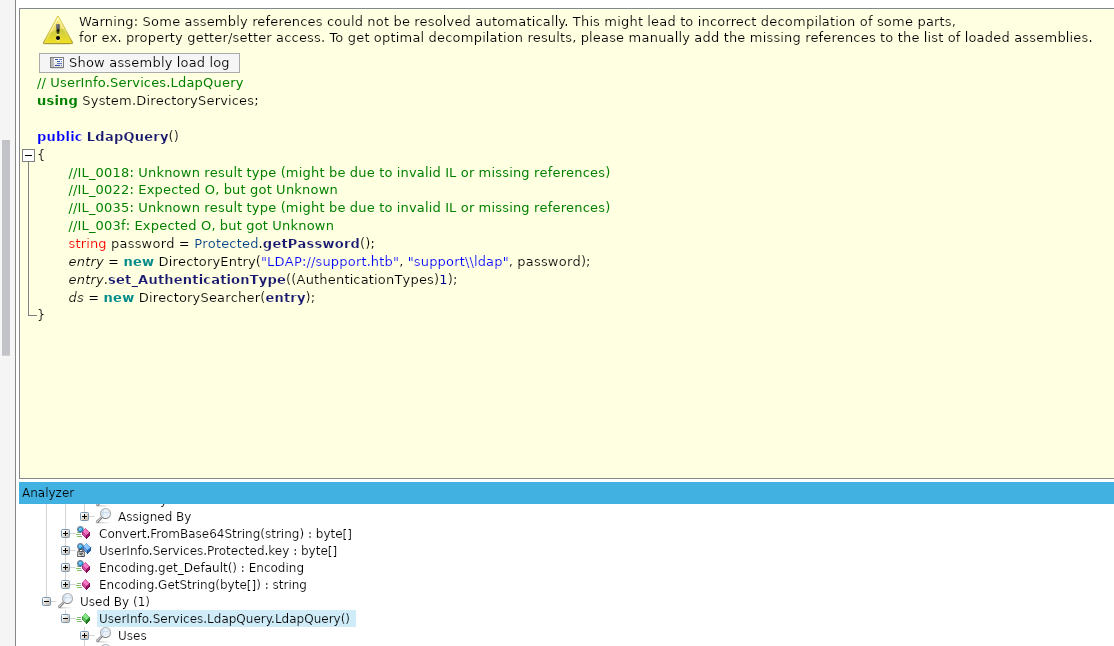 Warning: Some assembly references could not be resolved automatically. This might lead to incorrect decompilation of some parts,
for ex. property getter/setter access. To get optimal decompilation results, please manually add the missing references to the list of loaded assemblies.
Show assembly load log
// UserInfo.Services.LdapQuery
using System.DirectoryServices;
public LdapQuery()
{
//IL_0018: Unknown result type (might be due to invalid IL or missing references)
//IL_0022: Expected O, but got Unknown
//IL_0035: Unknown result type (might be due to invalid IL or missing references)
//IL_003f: Expected O, but got Unknown
string password = Protected.getPassword();
entry = new DirectoryEntry("LDAP://support.htb", "support\\ldap", password);
entry.set_AuthenticationType((AuthenticationTypes)1);
ds = new DirectorySearcher(entry);
}
Analyzer
Assigned By
Convert.FromBase64String(string) : byte[]
UserInfo.Services.Protected.key : byte[]
Encoding.get_Default() : Encoding
Encoding.GetString(byte[]) : string
Used By (1)
UserInfo.Services.LdapQuery.LdapQuery()
Uses